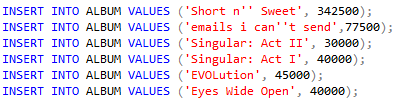 INSERT INTO ALBUM VALUES ('Short n'' Sweet', 342500);
INSERT INTO ALBUM VALUES ('emails i can''t send',77500);
INSERT INTO ALBUM VALUES ('Singular: Act II', 30000);
INSERT INTO ALBUM VALUES ('Singular: Act I', 40000);
INSERT INTO ALBUM VALUES ('EVOLution', 45000);
INSERT INTO ALBUM VALUES ('Eyes Wide Open', 40000);